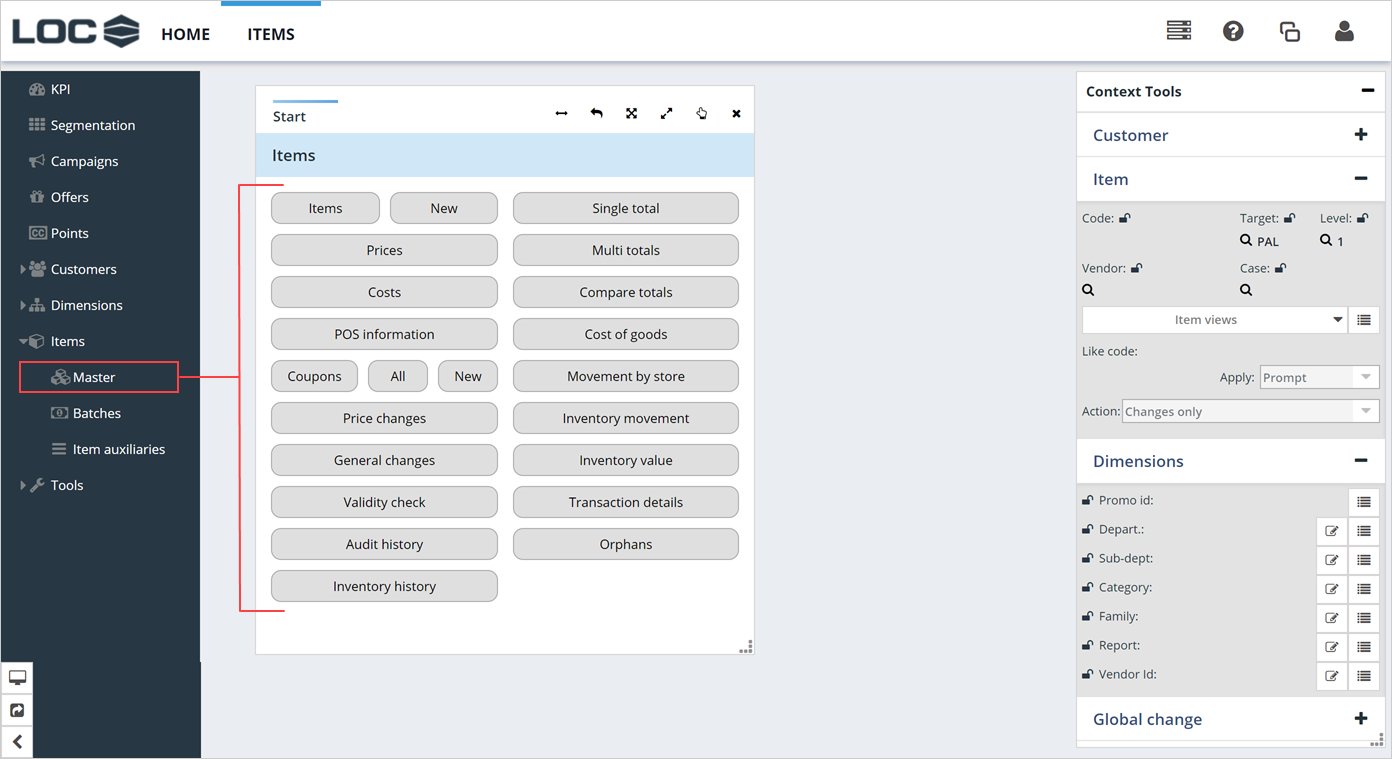 LOC
HOME
ITEMS
KPI
Segmentation
Campaigns
Offers
CC Points
Customers
Dimensions
Items
Master
Batches
Item auxiliaries
Tools
Start
Items
Items New Single total
Prices Multi totals
Costs Compare totals
POS information Cost of goods
Coupons All New Movement by store
Price changes Inventory movement
General changes Inventory value
Validity check Transaction details
Audit history Orphans
Inventory history
Context Tools
Customer
Item
Code: Target: Level:
PAL 1
Vendor: Case:
Item views
Like code:
Apply: Prompt
Action: Changes only
Dimensions
Promo id:
Depart.:
Sub-dept:
Category:
Family:
Report:
Vendor Id:
Global change